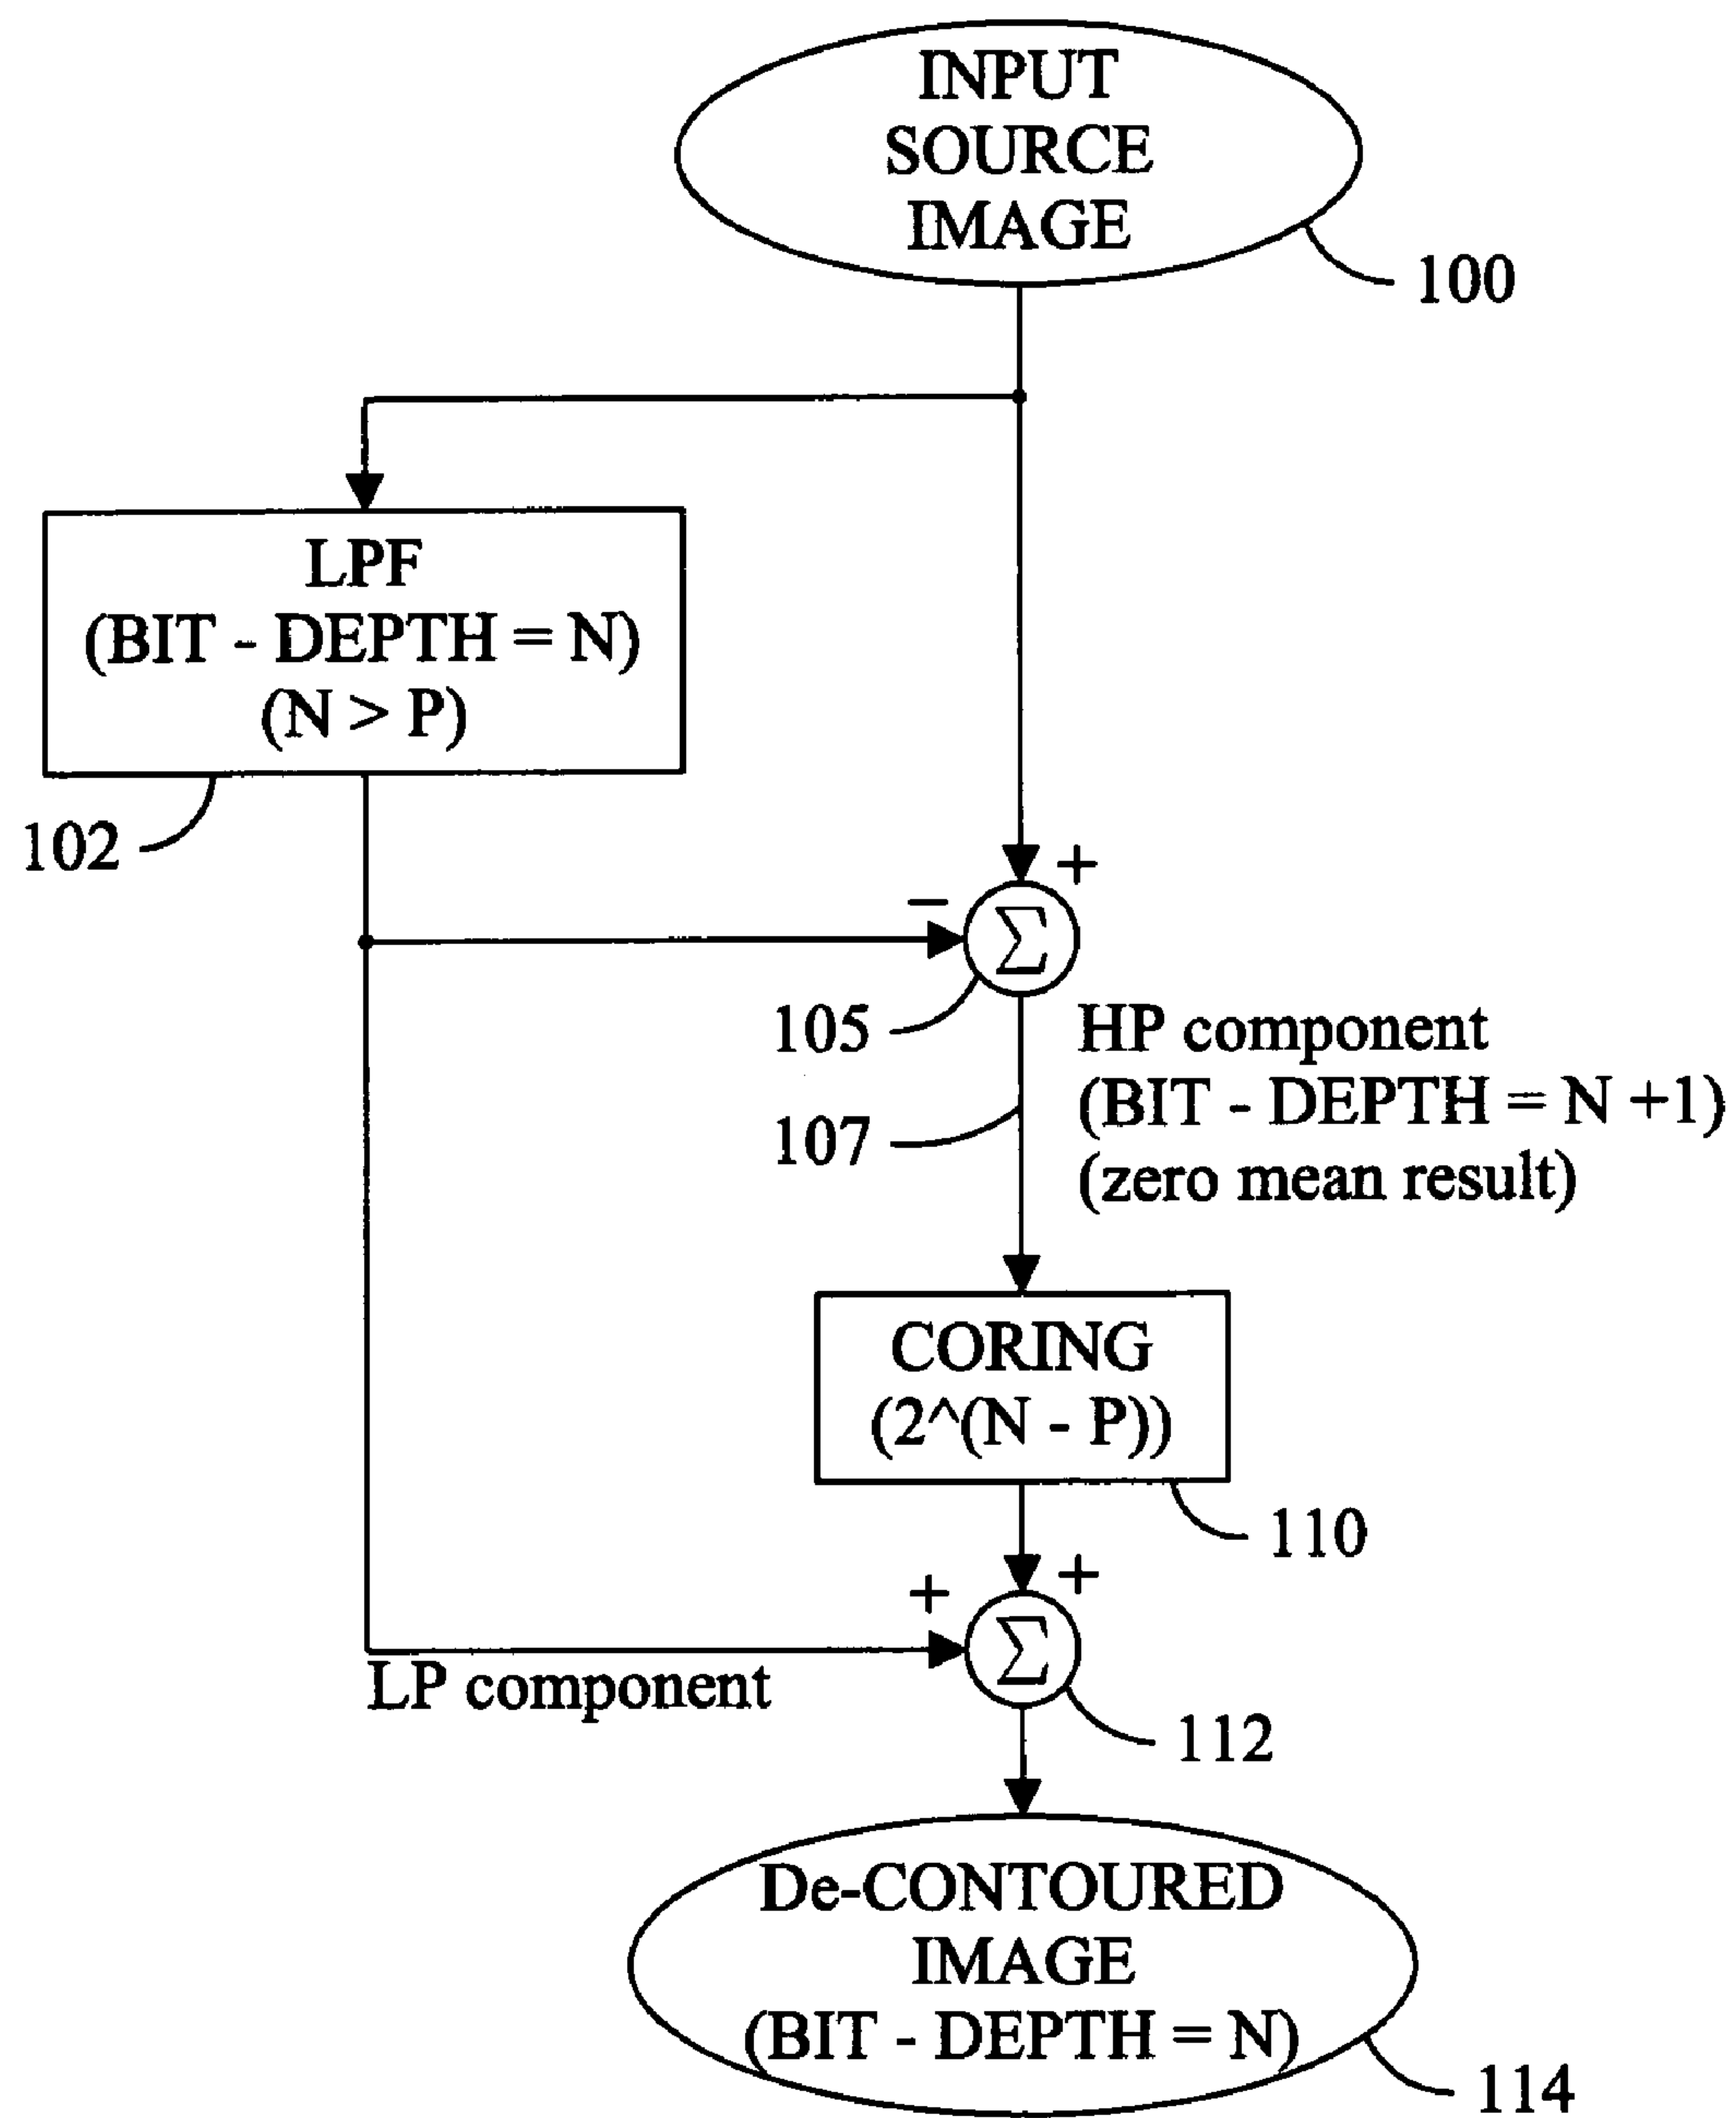 INPUT
SOURCE
IMAGE
100
LPF
(BIT - DEPTH = N)
(N > P)
102
+
−
Σ
105
HP component
(BIT - DEPTH = N +1)
(zero mean result)
107
CORING
(2^(N - P))
110
+
+
Σ
LP component
112
De-CONTOURED
IMAGE
(BIT - DEPTH = N)
114